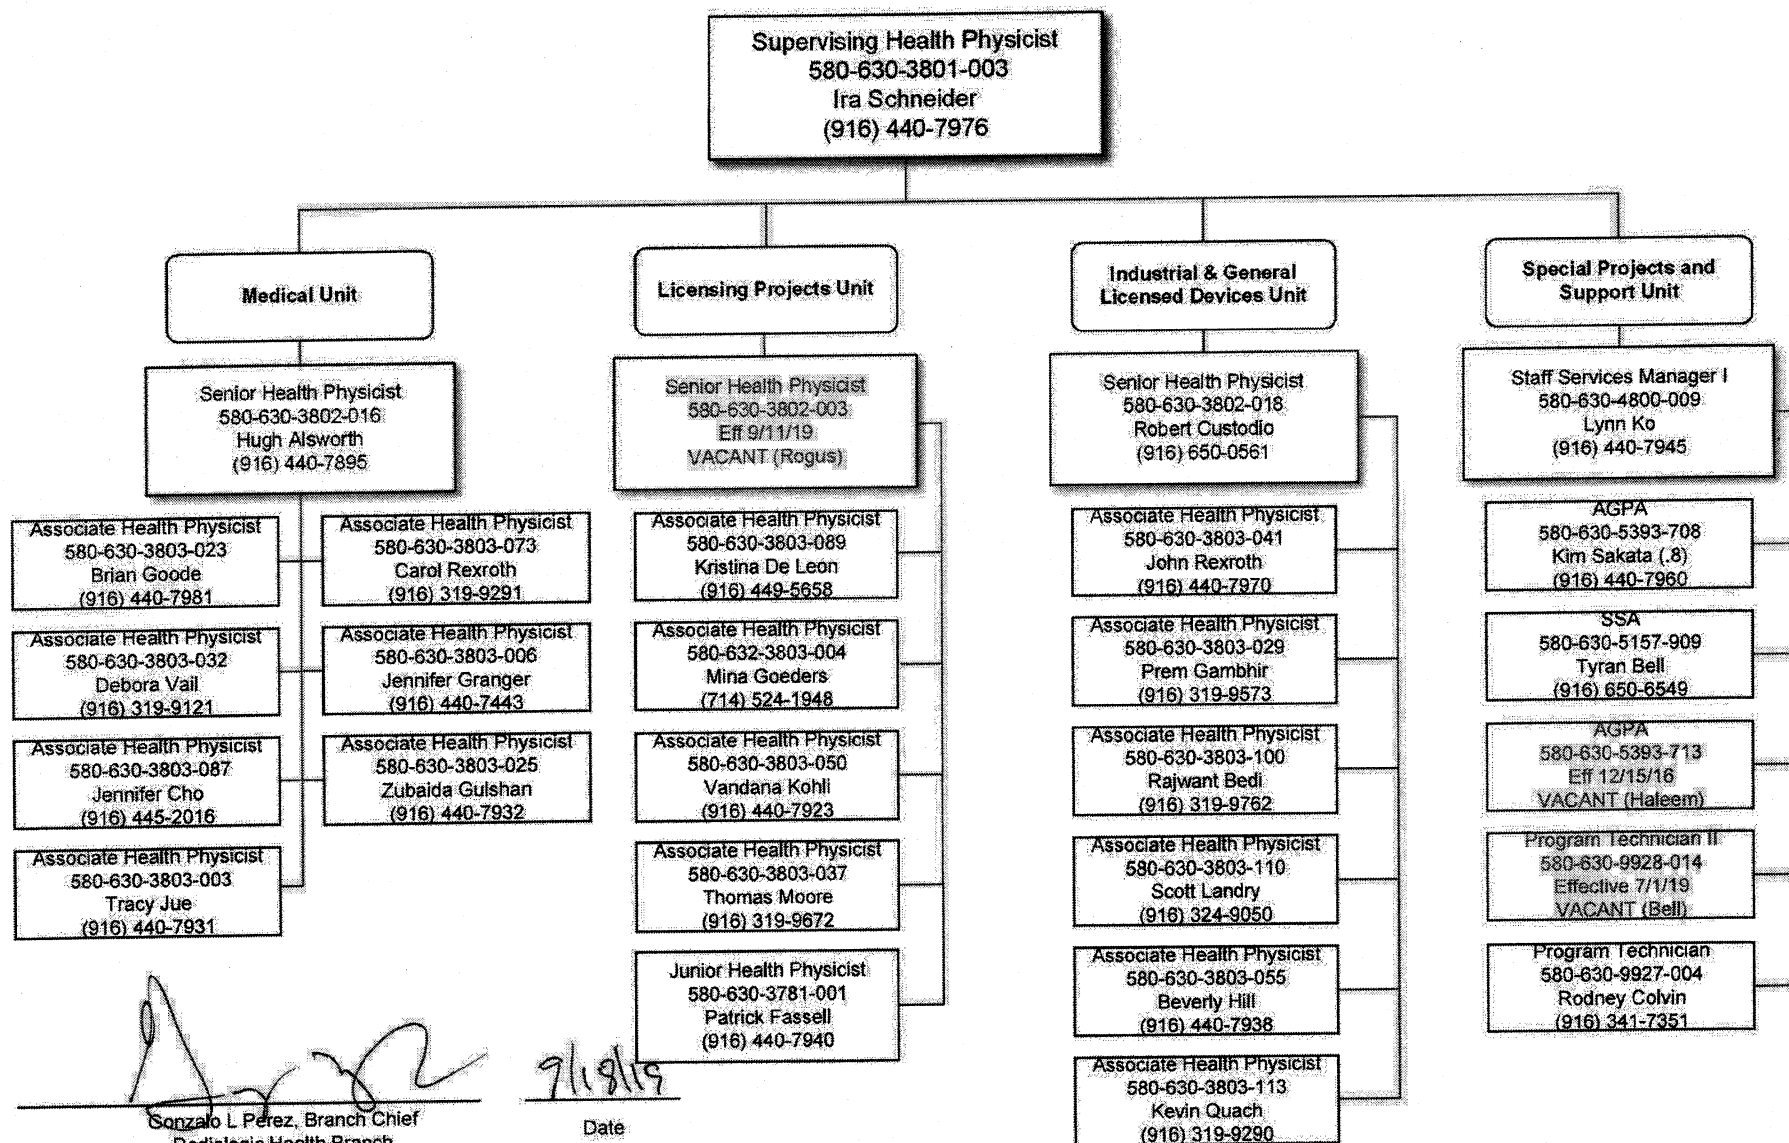 Supervising Health Physicist
580-630-3801-003
Ira Schneider
(916) 440-7976
Medical Unit
Senior Health Physicist
580-630-3802-016
Hugh Alsworth
(916) 440-7895
Associate Health Physicist
580-630-3803-023
Brian Goode
(916) 440-7981
Associate Health Physicist
580-630-3803-073
Carol Rexroth
(916) 319-9291
Associate Health Physicist
580-630-3803-032
Debora Vail
(916) 319-9121
Associate Health Physicist
580-630-3803-006
Jennifer Granger
(916) 440-7443
Associate Health Physicist
580-630-3803-087
Jennifer Cho
(916) 445-2016
Associate Health Physicist
580-630-3803-025
Zubaida Gulshan
(916) 440-7932
Associate Health Physicist
580-630-3803-003
Tracy Jue
(916) 440-7931
Licensing Projects Unit
Senior Health Physicist
580-630-3802-003
Eff 9/11/19
VACANT (Rogus)
Associate Health Physicist
580-630-3803-089
Kristina De Leon
(916) 449-5658
Associate Health Physicist
580-632-3803-004
Mina Goeders
(714) 524-1948
Associate Health Physicist
580-630-3803-050
Vandana Kohli
(916) 440-7923
Associate Health Physicist
580-630-3803-037
Thomas Moore
(916) 319-9672
Junior Health Physicist
580-630-3781-001
Patrick Fassell
(916) 440-7940
Industrial & General
Licensed Devices Unit
Senior Health Physicist
580-630-3802-018
Robert Custodio
(916) 650-0561
Associate Health Physicist
580-630-3803-041
John Rexroth
(916) 440-7970
Associate Health Physicist
580-630-3803-029
Prem Gambhir
(916) 319-9573
Associate Health Physicist
580-630-3803-100
Rajwant Bedi
(916) 319-9762
Associate Health Physicist
580-630-3803-110
Scott Landry
(916) 324-9050
Associate Health Physicist
580-630-3803-055
Beverly Hill
(916) 440-7938
Associate Health Physicist
580-630-3803-113
Kevin Quach
(916) 319-9290
Special Projects and
Support Unit
Staff Services Manager I
580-630-4800-009
Lynn Ko
(916) 440-7945
AGPA
580-630-5393-708
Kim Sakata (.8)
(916) 440-7960
SSA
580-630-5157-909
Tyran Bell
(916) 650-6549
AGPA
580-630-5393-713
Eff 12/15/16
VACANT (Haleem)
Program Technician II
580-630-9928-014
Effective 7/1/19
VACANT (Bell)
Program Technician
580-630-9927-004
Rodney Colvin
(916) 341-7351
9/18/19
Gonzalo L Perez, Branch Chief
Radiologic Health Branch
Date